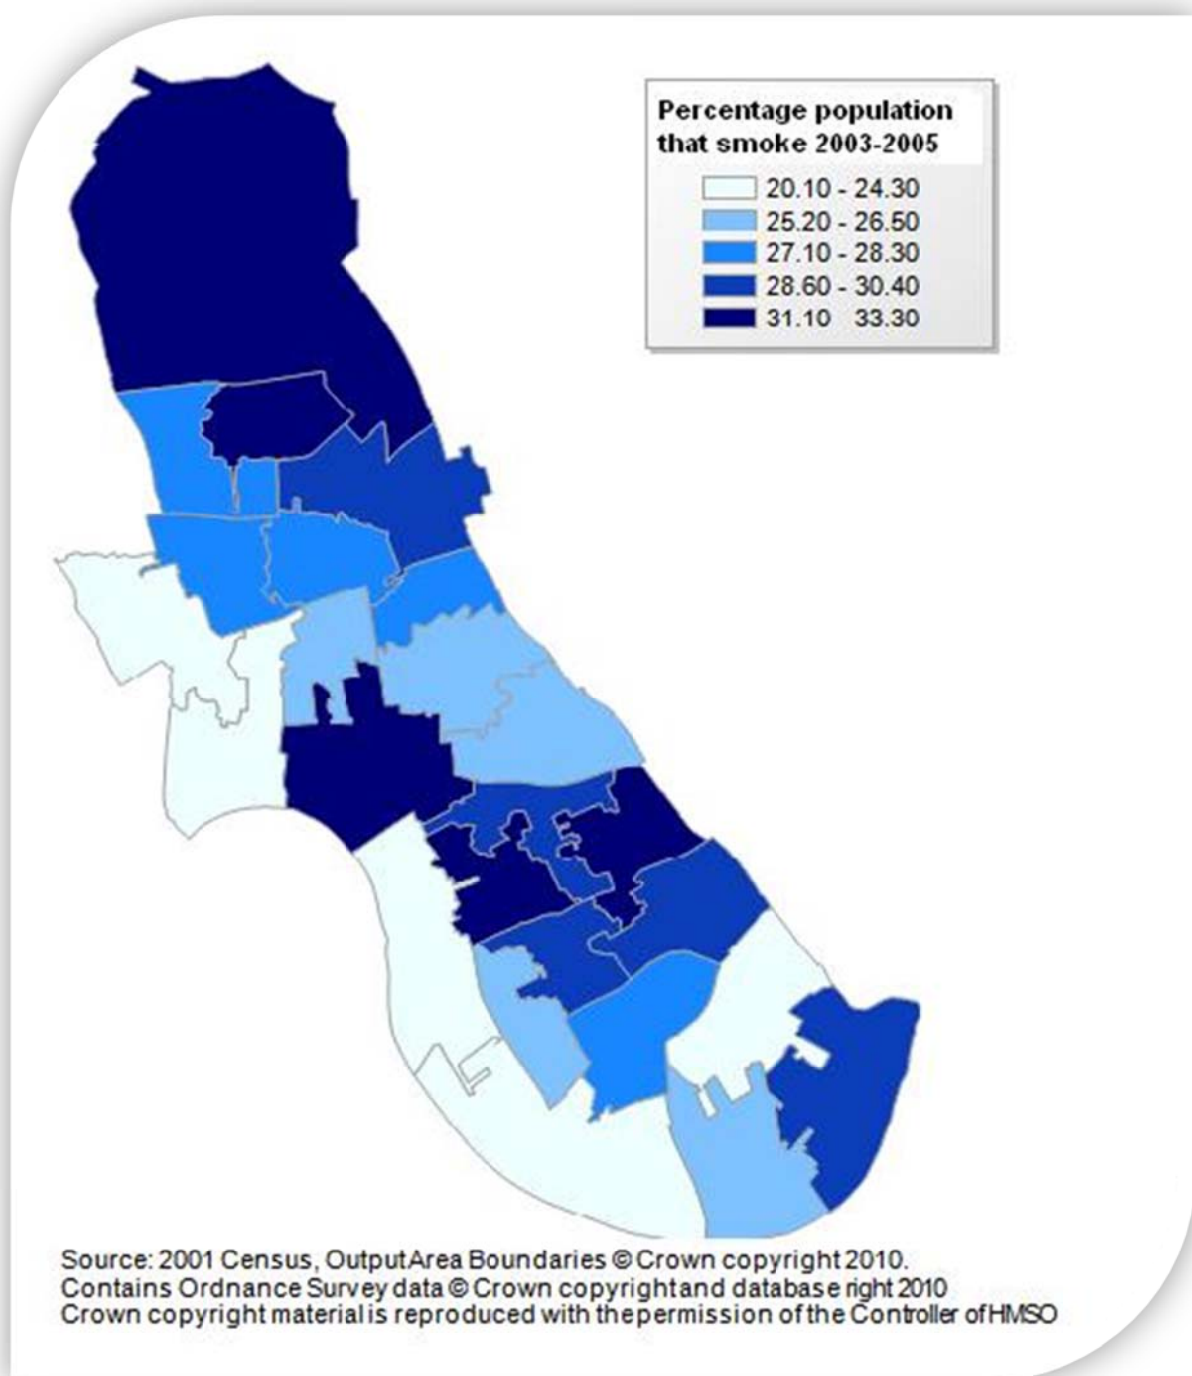 Percentage population
that smoke 2003-2005
20.10 - 24.30
25.20 - 26.50
27.10 - 28.30
28.60 - 30.40
31.10 33.30
Source: 2001 Census, Output Area Boundaries © Crown copyright 2010.
Contains Ordnance Survey data © Crown copyright and database right 2010
Crown copyright material is reproduced with the permission of the Controller of HMSO